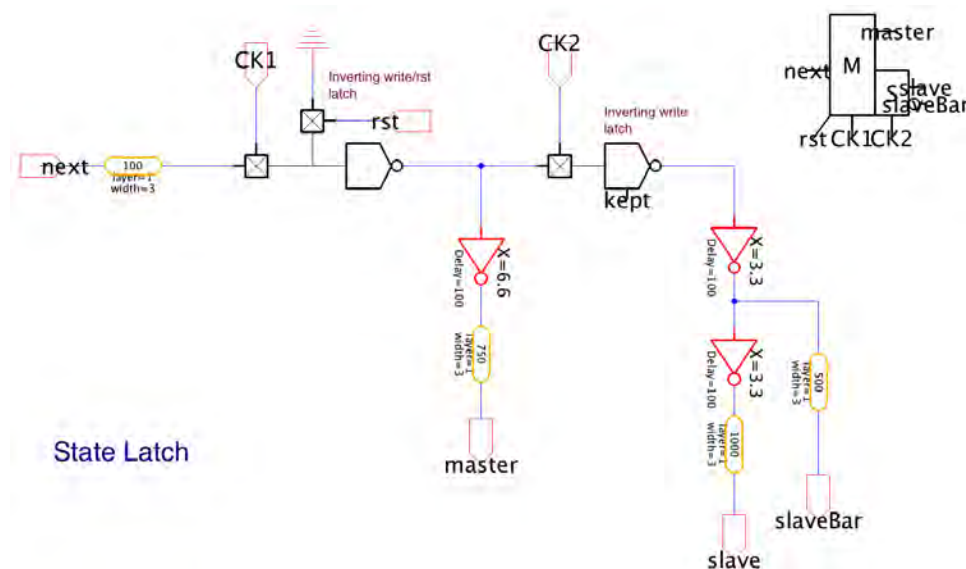 CK1
CK2
master
next
M
S
slave
slaveBar
rst
CK1
CK2
Inverting write/rst
latch
rst
Inverting write
latch
next
100
layer=1
width=3
kept
X=6.6
Delay=100
X=3.3
Delay=100
750
layer=1
width=3
X=3.3
Delay=100
500
layer=1
width=3
1000
layer=1
width=3
State Latch
master
slaveBar
slave